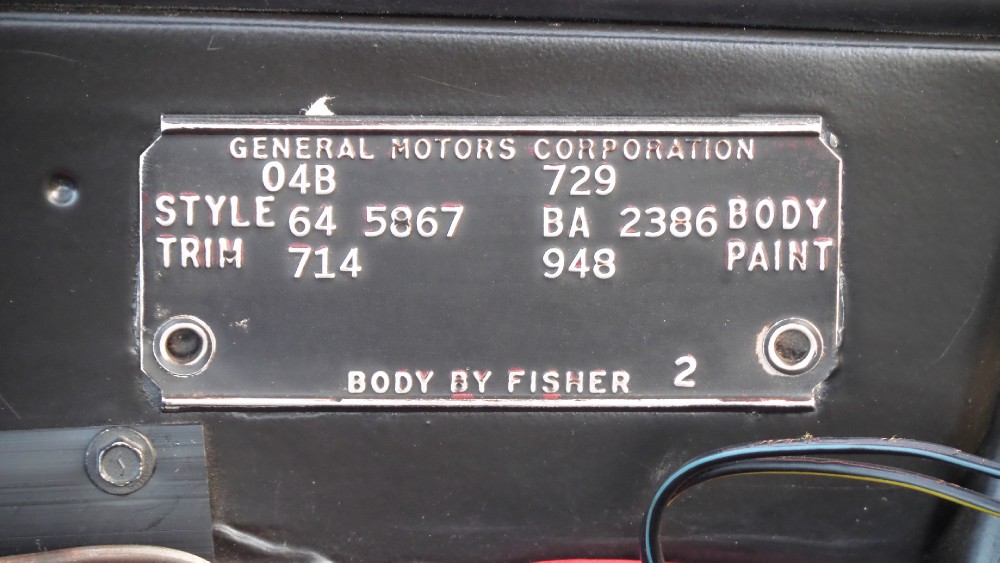 GENERAL MOTORS CORPORATION
04B 729
STYLE 64 5867 BA 2386 BODY
TRIM 714 948 PAINT
BODY BY FISHER 2